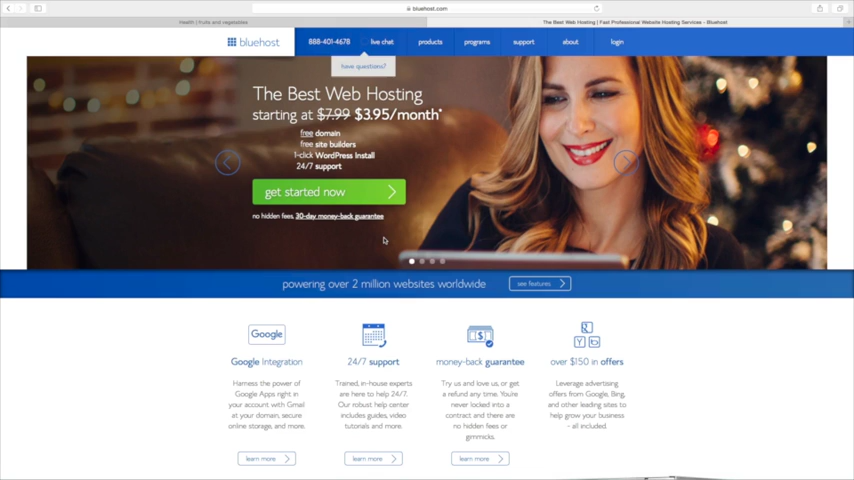 bluehost.com
Health | fruits and vegetables
The Best Web Hosting | Fast Professional Website Hosting Services - Bluehost
bluehost
888-401-4678
live chat
products
programs
support
about
login
have questions?
The Best Web Hosting
starting at $7.99 $3.95/month*
free domain
free site builders
1-click WordPress Install
24/7 support
get started now
no hidden fees, 30-day money-back guarantee
powering over 2 million websites worldwide
see features
Google
Google Integration
Harness the power of
Google Apps right in
your account with Gmail
at your domain, secure
online storage, and more.
learn more
24/7 support
Trained, in-house experts
are here to help 24/7.
Our robust help center
includes guides, video
tutorials and more.
learn more
money-back guarantee
Try us and love us, or get
a refund any time. You're
never locked into a
contract and there are
no hidden fees or
gimmicks.
learn more
over $150 in offers
Leverage advertising
offers from Google, Bing,
and other leading sites to
help grow your business
- all included.